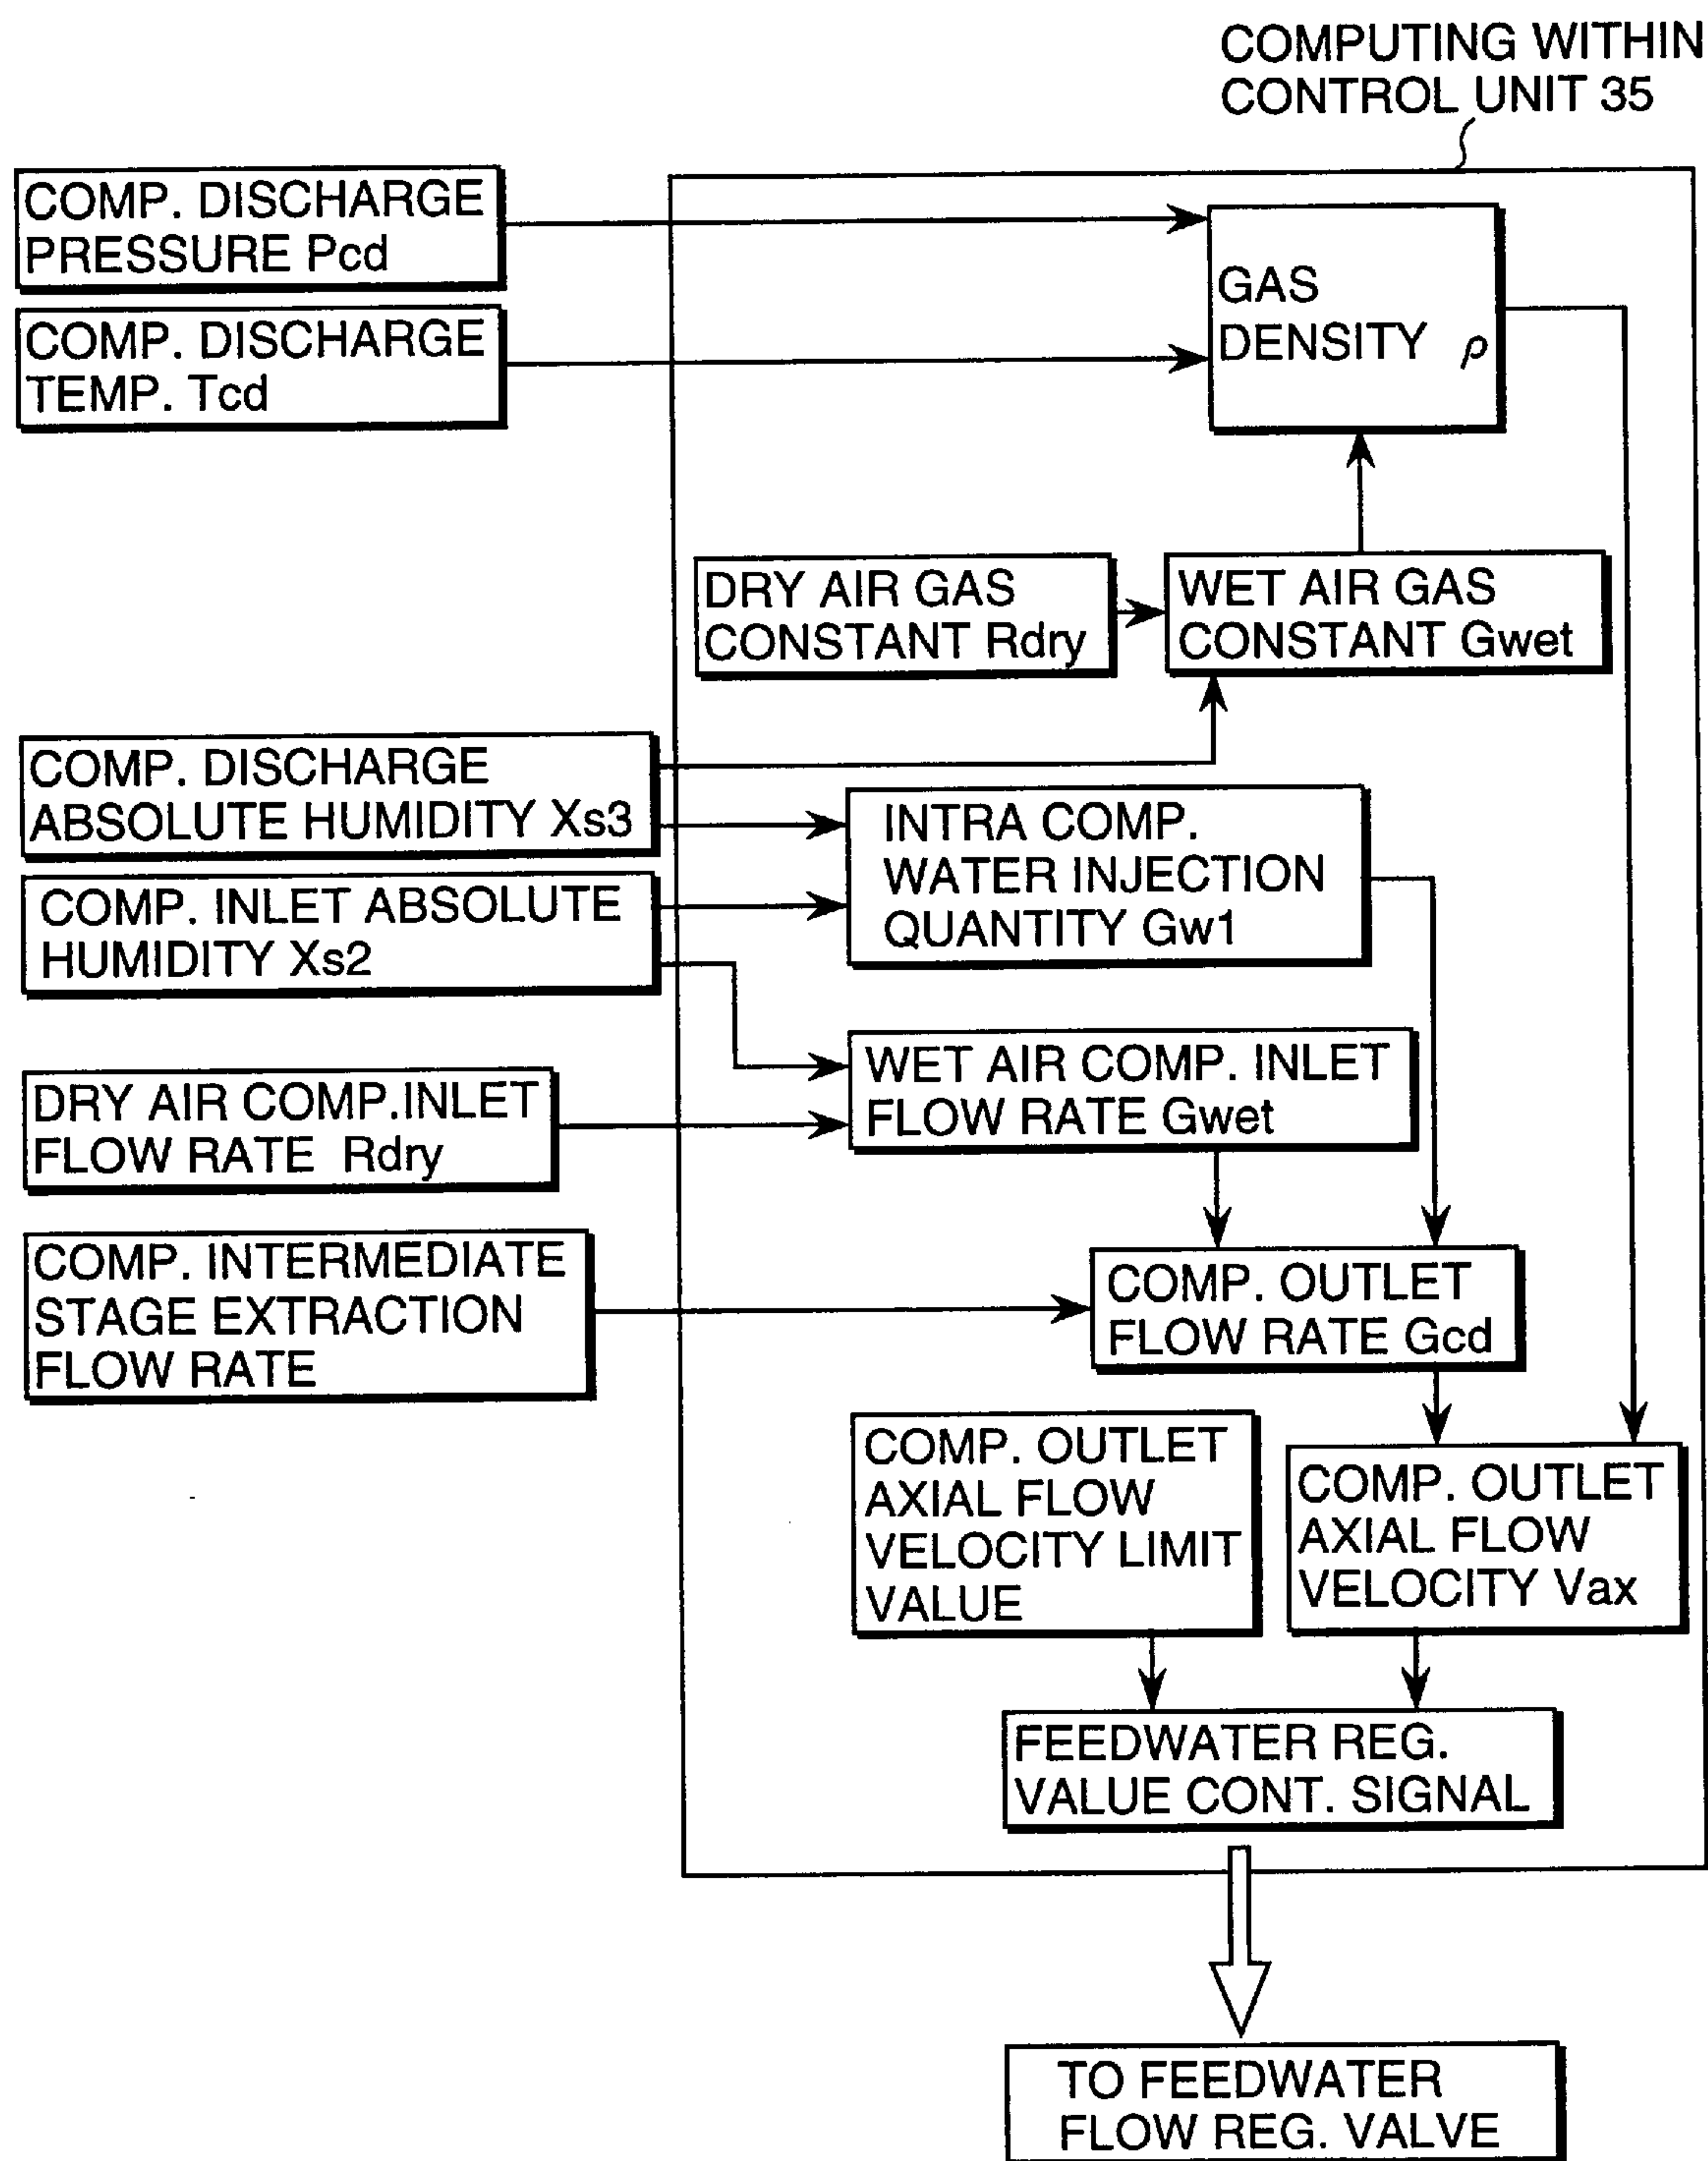 COMPUTING WITHIN
CONTROL UNIT 35
COMP. DISCHARGE
PRESSURE Pcd
COMP. DISCHARGE
TEMP. Tcd
GAS
DENSITY ρ
DRY AIR GAS
CONSTANT Rdry
WET AIR GAS
CONSTANT Gwet
COMP. DISCHARGE
ABSOLUTE HUMIDITY Xs3
COMP. INLET ABSOLUTE
HUMIDITY Xs2
INTRA COMP.
WATER INJECTION
QUANTITY Gw1
DRY AIR COMP.INLET
FLOW RATE Rdry
WET AIR COMP. INLET
FLOW RATE Gwet
COMP. INTERMEDIATE
STAGE EXTRACTION
FLOW RATE
COMP. OUTLET
FLOW RATE Gcd
COMP. OUTLET
AXIAL FLOW
VELOCITY LIMIT
VALUE
COMP. OUTLET
AXIAL FLOW
VELOCITY Vax
FEEDWATER REG.
VALUE CONT. SIGNAL
TO FEEDWATER
FLOW REG. VALVE